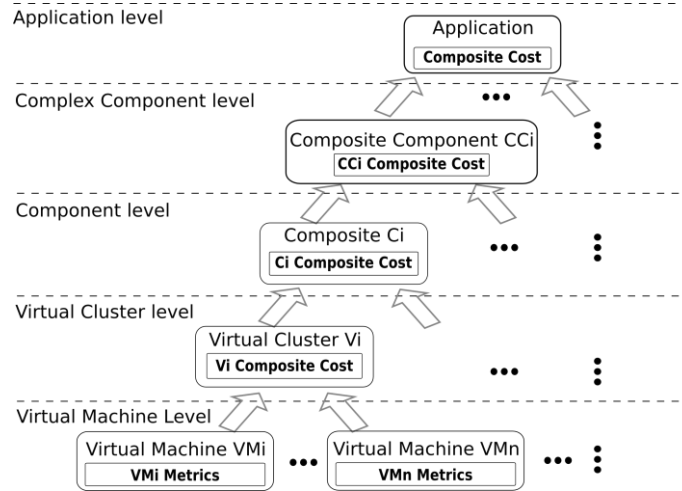 Application level
Application
Composite Cost
Complex Component level
Composite Component CCi
CCi Composite Cost
Component level
Composite Ci
Ci Composite Cost
Virtual Cluster level
Virtual Cluster Vi
Vi Composite Cost
Virtual Machine Level
Virtual Machine VMi
VMi Metrics
Virtual Machine VMn
VMn Metrics